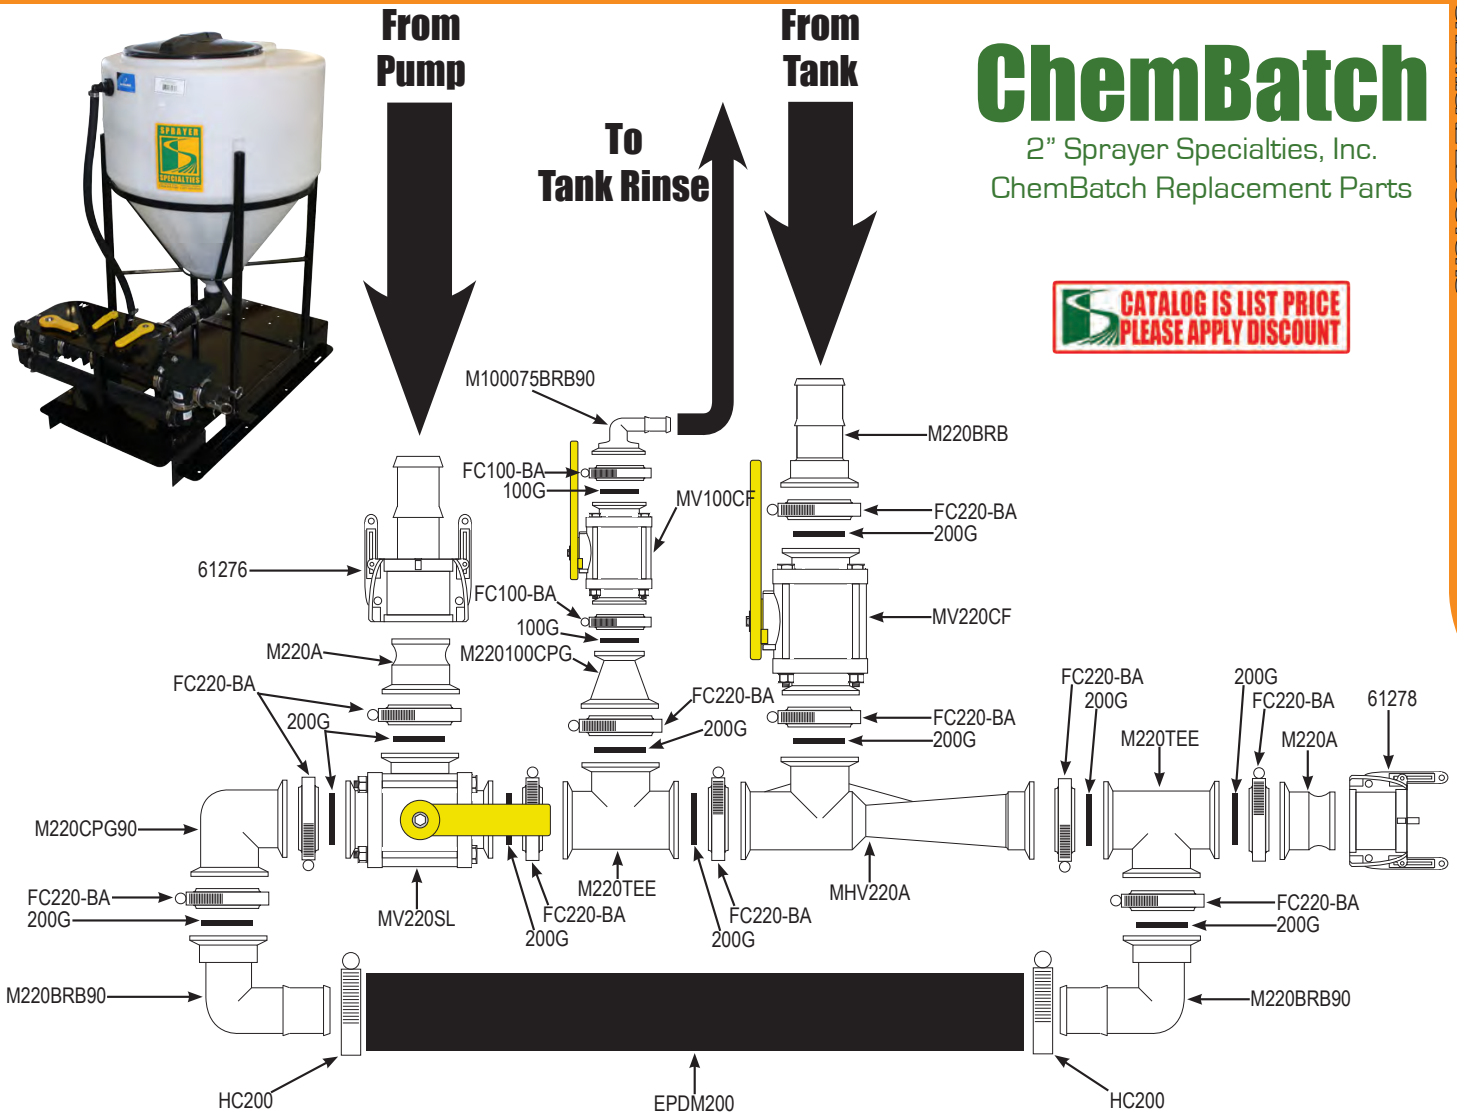 From
Pump
From
Tank
To
Tank Rinse
ChemBatch
2” Sprayer Specialties, Inc.
ChemBatch Replacement Parts
SPRAYER
SPECIALTIES
CATALOG IS LIST PRICE
PLEASE APPLY DISCOUNT
M100075BRB90
M220BRB
FC100-BA
100G
MV100CF
FC220-BA
200G
61276
FC100-BA
100G
MV220CF
M220A
M220100CPG
FC220-BA
FC220-BA
200G
FC220-BA
200G
200G
FC220-BA
200G
FC220-BA
200G
200G
FC220-BA
61278
M220TEE
M220A
M220CPG90
FC220-BA
200G
MV220SL
M220TEE
FC220-BA
200G
FC220-BA
200G
MHV220A
FC220-BA
200G
M220BRB90
M220BRB90
HC200
EPDM200
HC200